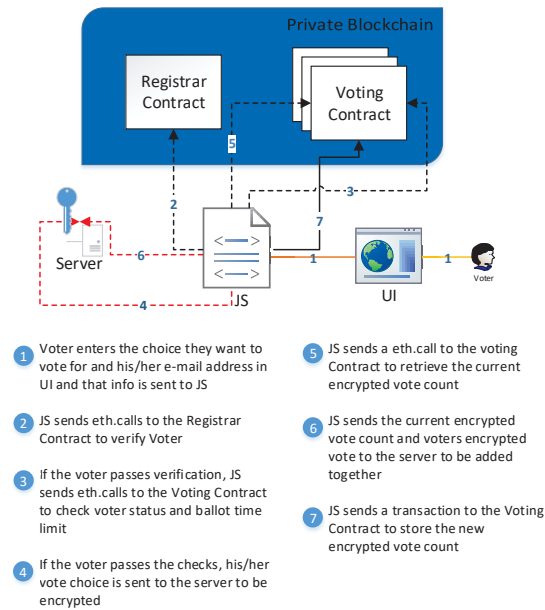 Private Blockchain
Registrar
Contract
Voting
Contract
5
2
3
7
6
1
1
4
Server
JS
UI
Voter
1
Voter enters the choice they want to
vote for and his/her e-mail address in
UI and that info is sent to JS
2
JS sends eth.calls to the Registrar
Contract to verify Voter
3
If the voter passes verification, JS
sends eth.calls to the Voting Contract
to check voter status and ballot time
limit
4
If the voter passes the checks, his/her
vote choice is sent to the server to be
encrypted
5
JS sends a eth.call to the voting
Contract to retrieve the current
encrypted vote count
6
JS sends the current encrypted
vote count and voters encrypted
vote to the server to be added
together
7
JS sends a transaction to the Voting
Contract to store the new
encrypted vote count